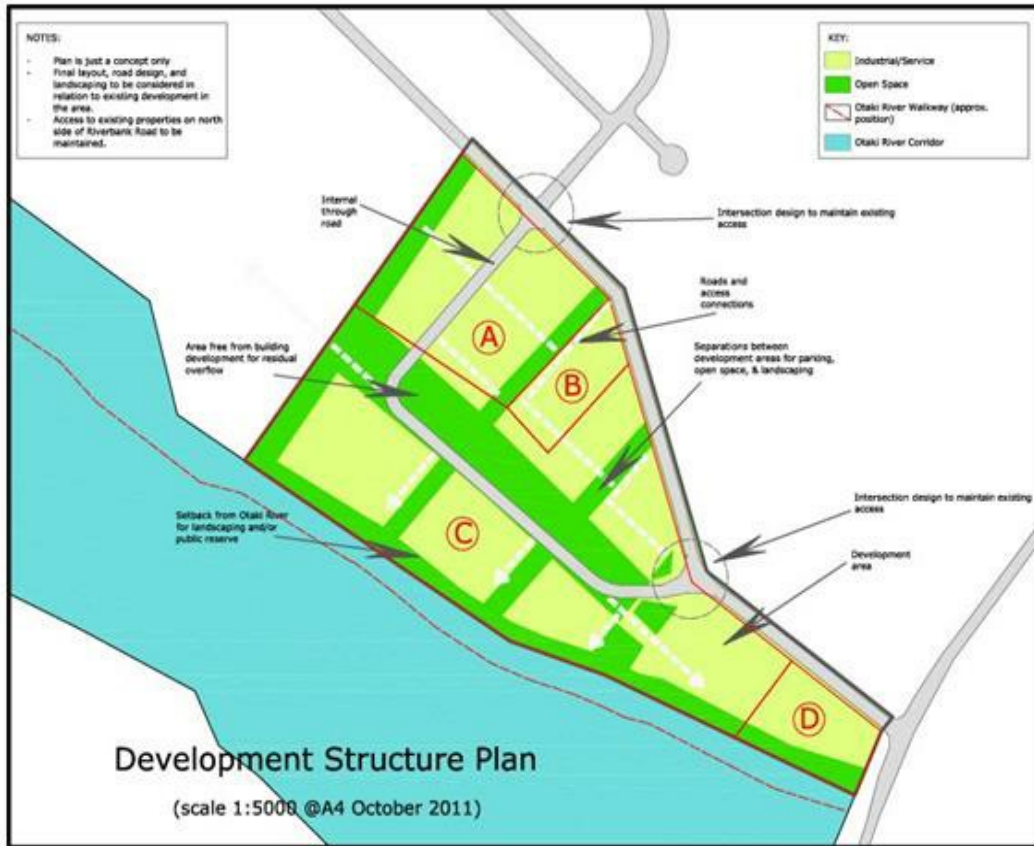 NOTES:
- Plan is just a concept only
- Final layout, road design, and
landscaping to be considered in
relation to existing development in
the area.
- Access to existing properties on north
side of Riverbank Road to be
maintained.
KEY:
Industrial/Service
Open Space
Otaki River Walkway (approx.
position)
Otaki River Corridor
Internal
through
road
Intersection design to maintain existing
access
Roads and
access
connections
Separations between
development areas for parking,
open space, & landscaping
Area free from building
development for residual
overflow
A
B
Setback from Otaki River
for landscaping and/or
public reserve
C
Intersection design to maintain existing
access
Development
area
D
Development Structure Plan
(scale 1:5000 @A4 October 2011)